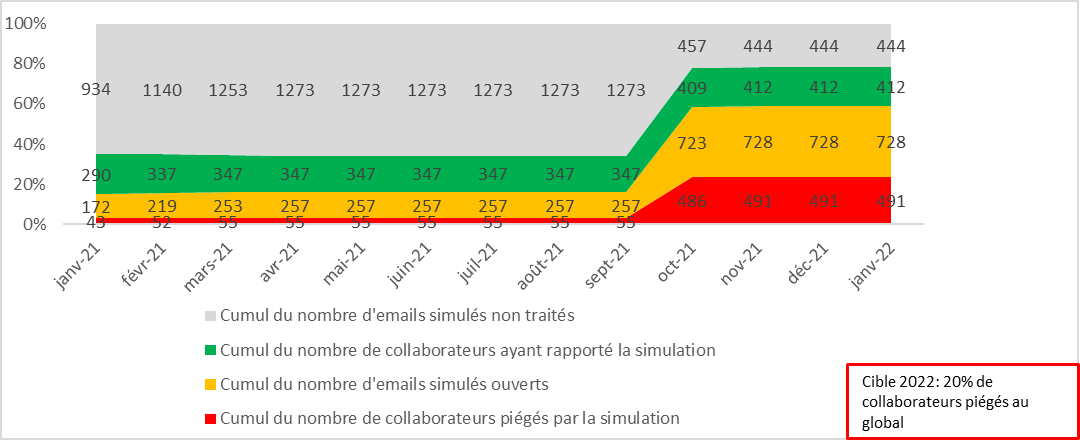 100%
80%
60%
40%
20%
0%
934 1140 1253 1273 1273 1273 1273 1273 1273 457 444 444 444
290 337 347 347 347 347 347 347 347 409 412 412 412
172 219 253 257 257 257 257 257 257 723 728 728 728
43 52 55 55 55 55 55 55 55 486 491 491 491
janv-21 févr-21 mars-21 avr-21 mai-21 juin-21 juil-21 août-21 sept-21 oct-21 nov-21 déc-21 janv-22
Cumul du nombre d'emails simulés non traités
Cumul du nombre de collaborateurs ayant rapporté la simulation
Cumul du nombre d'emails simulés ouverts
Cumul du nombre de collaborateurs piégés par la simulation
Cible 2022: 20% de
collaborateurs piégés au
global